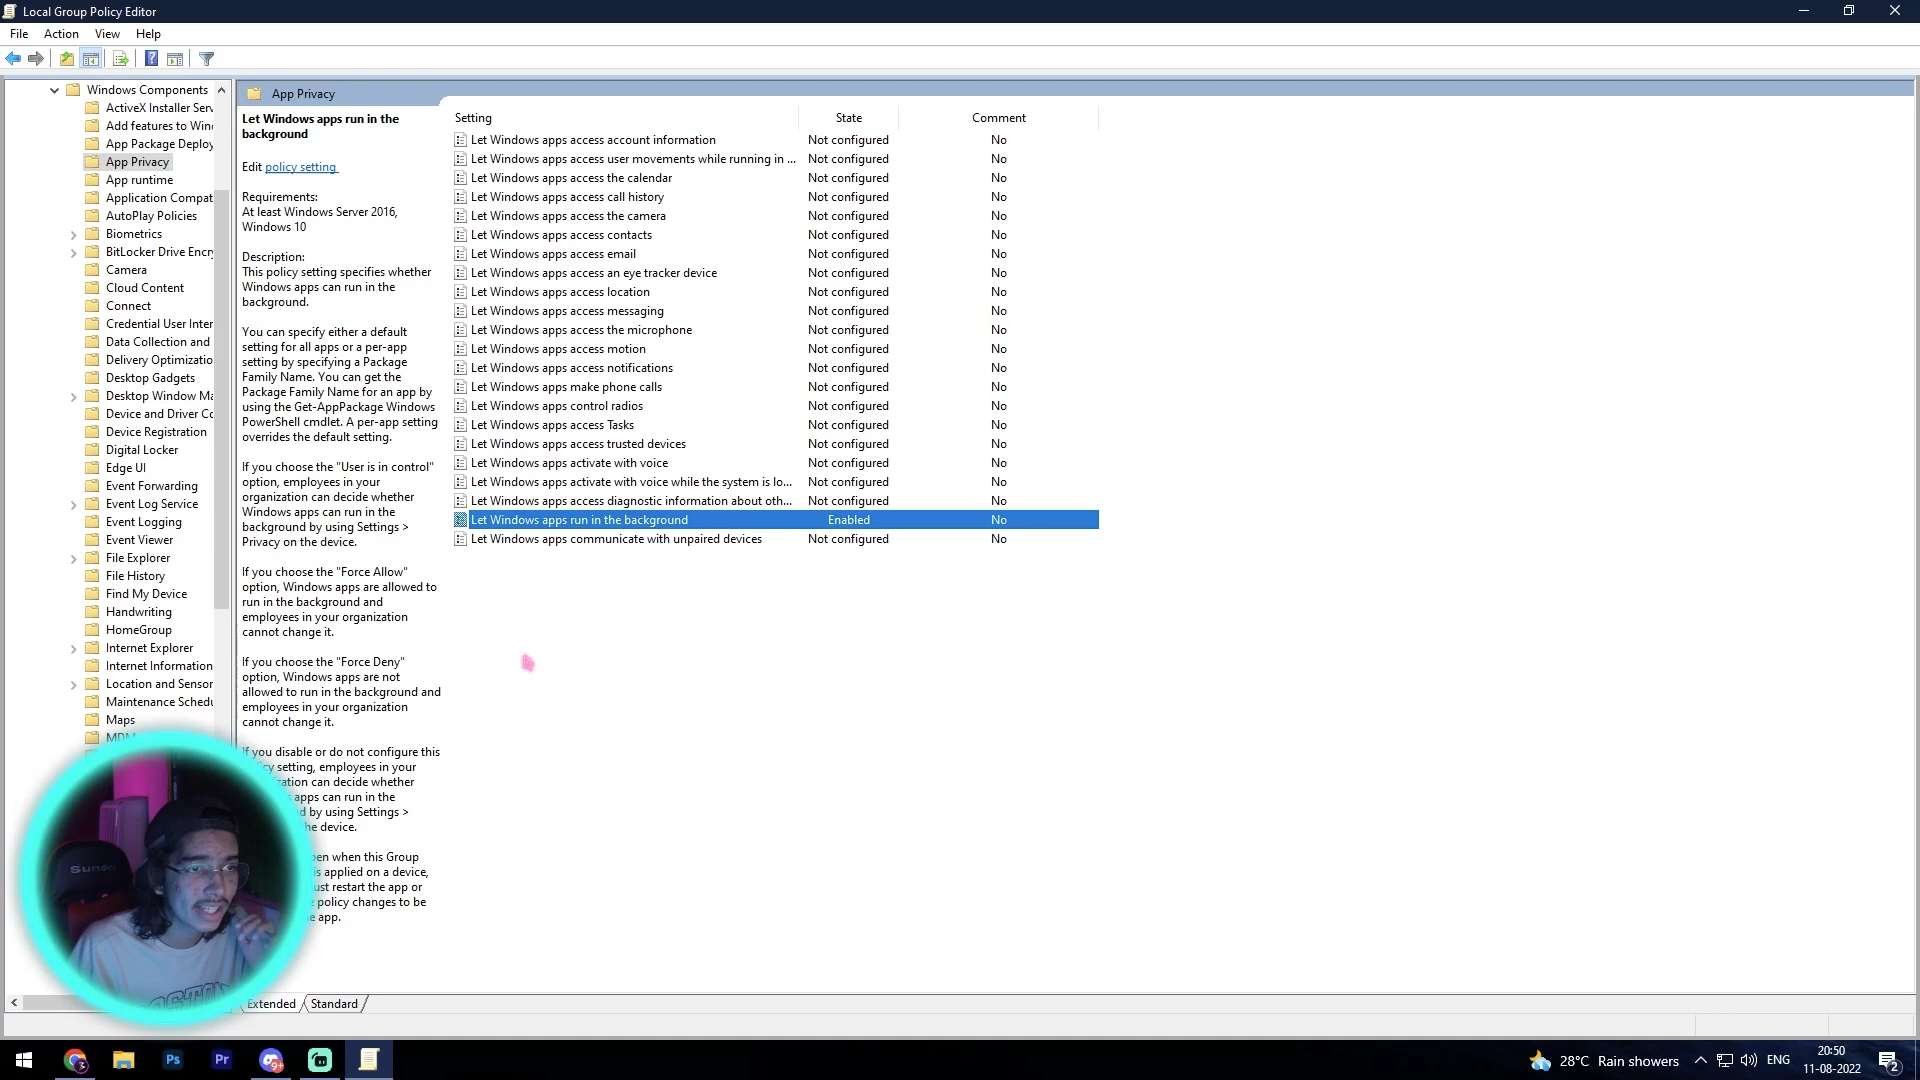 Local Group Policy Editor
File Action View Help
Windows Components
ActiveX Installer Serv
Add features to Wind
App Package Deploy
App Privacy
App runtime
Application Compat
AutoPlay Policies
Biometrics
BitLocker Drive Encry
Camera
Cloud Content
Connect
Credential User Inter
Data Collection and
Delivery Optimizatio
Desktop Gadgets
Desktop Window Ma
Device and Driver Co
Device Registration
Digital Locker
Edge UI
Event Forwarding
Event Log Service
Event Logging
Event Viewer
File Explorer
File History
Find My Device
Handwriting
HomeGroup
Internet Explorer
Internet Information
Location and Sensor
Maintenance Schedu
Maps
MDM
App Privacy
Let Windows apps run in the
background
Edit policy setting
Requirements:
At least Windows Server 2016,
Windows 10
Description:
This policy setting specifies whether
Windows apps can run in the
background.
You can specify either a default
setting for all apps or a per-app
setting by specifying a Package
Family Name. You can get the
Package Family Name for an app by
using the Get-AppPackage Windows
PowerShell cmdlet. A per-app setting
overrides the default setting.
If you choose the "User is in control"
option, employees in your
organization can decide whether
Windows apps can run in the
background by using Settings >
Privacy on the device.
If you choose the "Force Allow"
option, Windows apps are allowed to
run in the background and
employees in your organization
cannot change it.
If you choose the "Force Deny"
option, Windows apps are not
allowed to run in the background and
employees in your organization
cannot change it.
If you disable or do not configure this
setting, employees in your
can decide whether
apps can run in the
by using Settings >
the device.
when this Group
is applied on a device,
restart the app or
policy changes to be
app.
Setting State Comment
Let Windows apps access account information Not configured No
Let Windows apps access user movements while running in ... Not configured No
Let Windows apps access the calendar Not configured No
Let Windows apps access call history Not configured No
Let Windows apps access the camera Not configured No
Let Windows apps access contacts Not configured No
Let Windows apps access email Not configured No
Let Windows apps access an eye tracker device Not configured No
Let Windows apps access location Not configured No
Let Windows apps access messaging Not configured No
Let Windows apps access the microphone Not configured No
Let Windows apps access motion Not configured No
Let Windows apps access notifications Not configured No
Let Windows apps make phone calls Not configured No
Let Windows apps control radios Not configured No
Let Windows apps access Tasks Not configured No
Let Windows apps access trusted devices Not configured No
Let Windows apps activate with voice Not configured No
Let Windows apps activate with voice while the system is lo... Not configured No
Let Windows apps access diagnostic information about oth... Not configured No
Let Windows apps run in the background Enabled No
Let Windows apps communicate with unpaired devices Not configured No
Extended Standard
Ps Pr 9+
28°C Rain showers ENG
20:50
11-08-2022
2